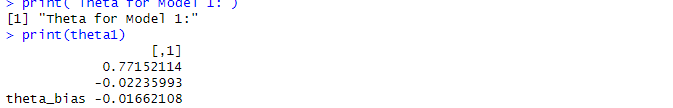 > print("Theta for Model 1:")
[1] "Theta for Model 1:"
> print(theta1)
[,1]
0.77152114
-0.02235993
theta_bias -0.01662108